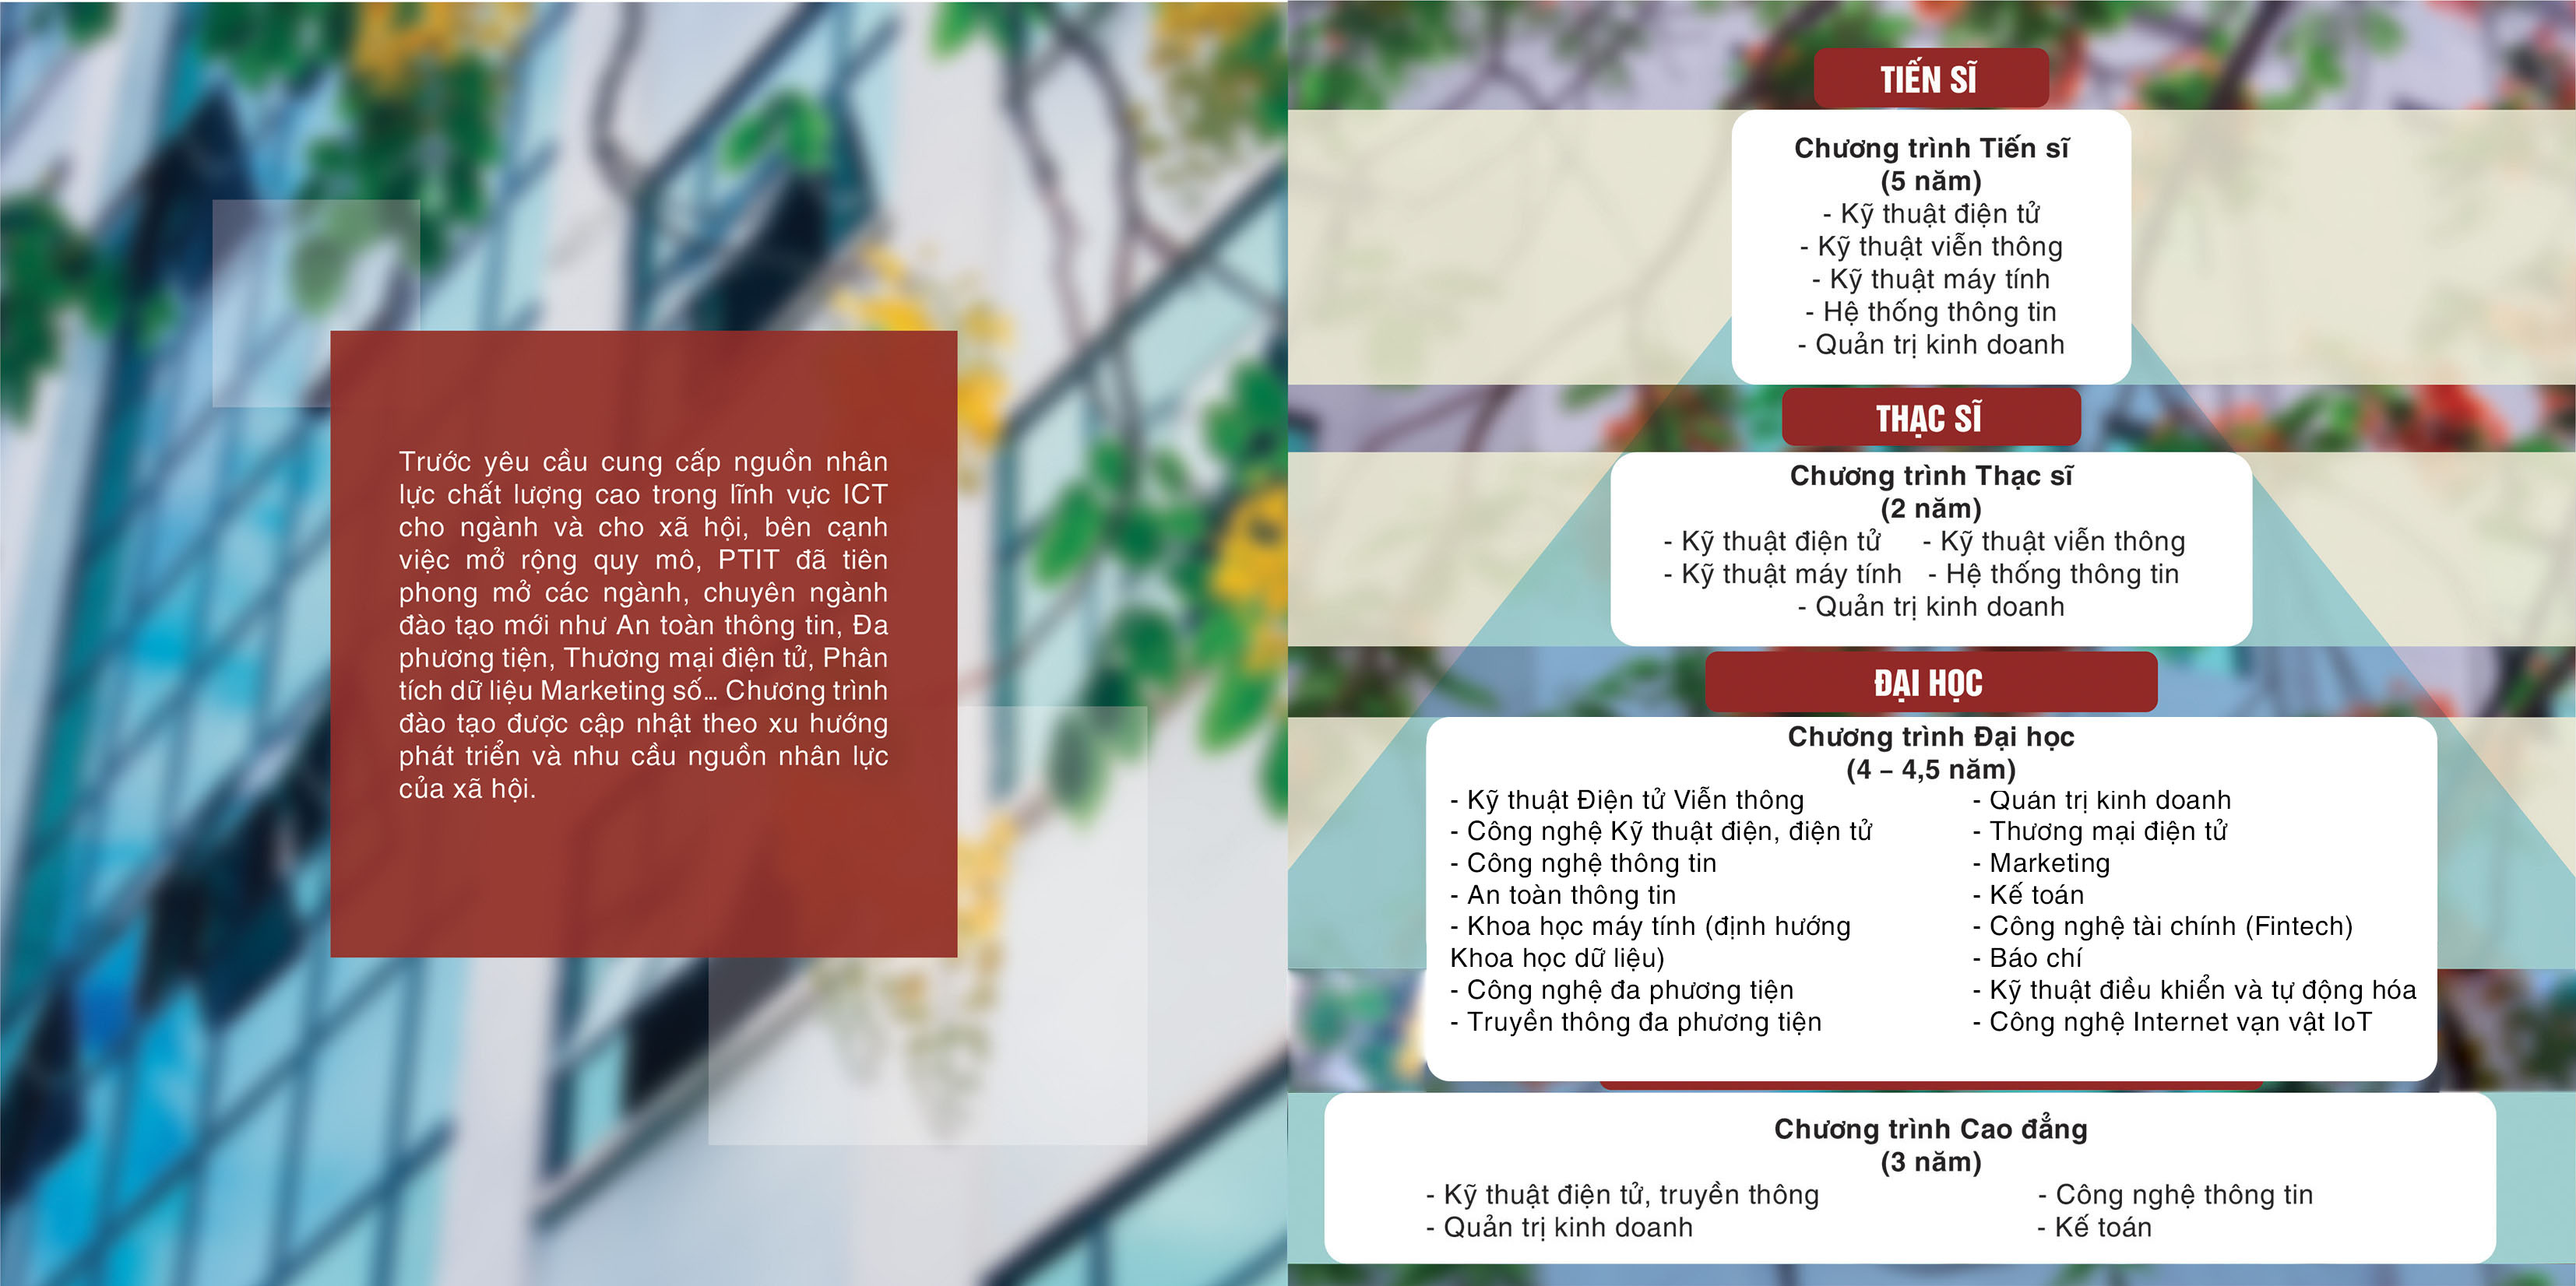 Trước yêu cầu cung cấp nguồn nhân
lực chất lượng cao trong lĩnh vực ICT
cho ngành và cho xã hội, bên cạnh
việc mở rộng quy mô, PTIT đã tiên
phong mở các ngành, chuyên ngành
đào tạo mới như An toàn thông tin, Đa
phương tiện, Thương mại điện tử, Phân
tích dữ liệu Marketing số... Chương trình
đào tạo được cập nhật theo xu hướng
phát triển và nhu cầu nguồn nhân lực
của xã hội.
TIẾN SĨ
Chương trình Tiến sĩ
(5 năm)
- Kỹ thuật điện tử
- Kỹ thuật viễn thông
- Kỹ thuật máy tính
- Hệ thống thông tin
- Quản trị kinh doanh
THẠC SĨ
Chương trình Thạc sĩ
(2 năm)
- Kỹ thuật điện tử - Kỹ thuật viễn thông
- Kỹ thuật máy tính - Hệ thống thông tin
- Quản trị kinh doanh
ĐẠI HỌC
Chương trình Đại học
(4 – 4,5 năm)
- Kỹ thuật Điện tử Viễn thông
- Công nghệ Kỹ thuật điện, điện tử
- Công nghệ thông tin
- An toàn thông tin
- Khoa học máy tính (định hướng
Khoa học dữ liệu)
- Công nghệ đa phương tiện
- Truyền thông đa phương tiện
- Quản trị kinh doanh
- Thương mại điện tử
- Marketing
- Kế toán
- Công nghệ tài chính (Fintech)
- Báo chí
- Kỹ thuật điều khiển và tự động hóa
- Công nghệ Internet vạn vật IoT
Chương trình Cao đẳng
(3 năm)
- Kỹ thuật điện tử, truyền thông
- Quản trị kinh doanh
- Công nghệ thông tin
- Kế toán